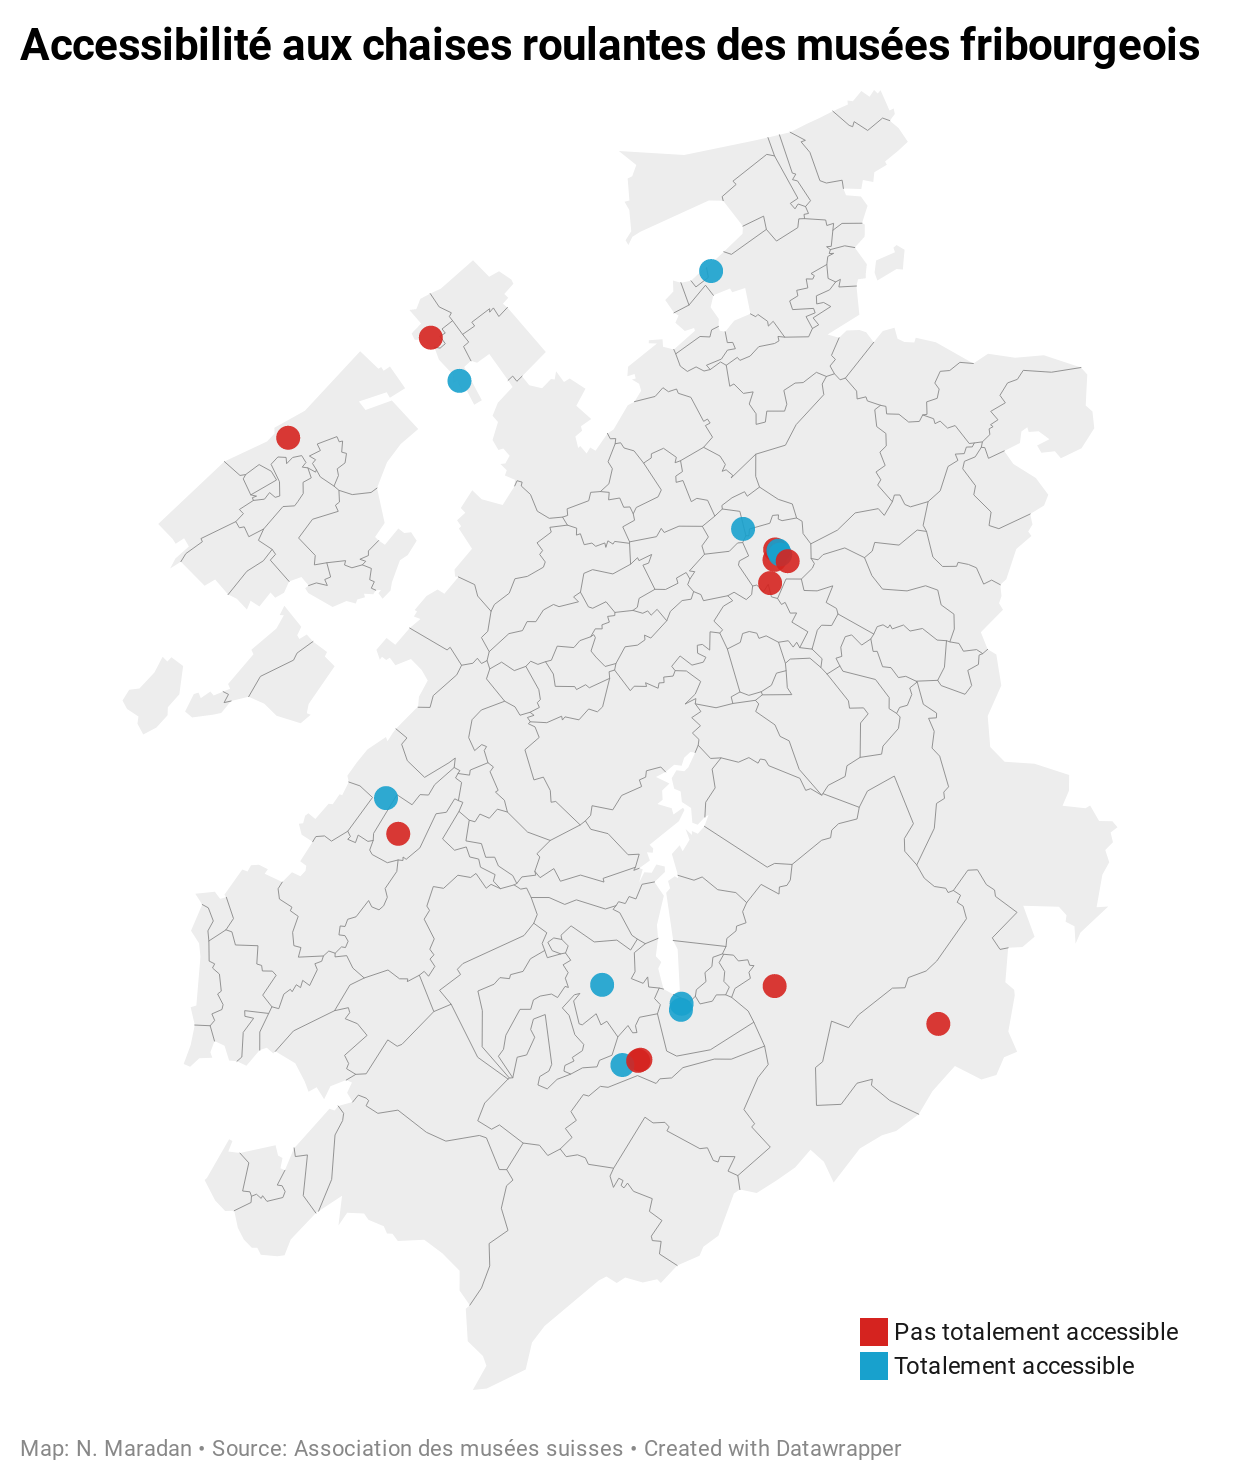 Accessibilité aux chaises roulantes des musées fribourgeois
Pas totalement accessible
Totalement accessible
Map: N. Maradan • Source: Association des musées suisses • Created with Datawrapper